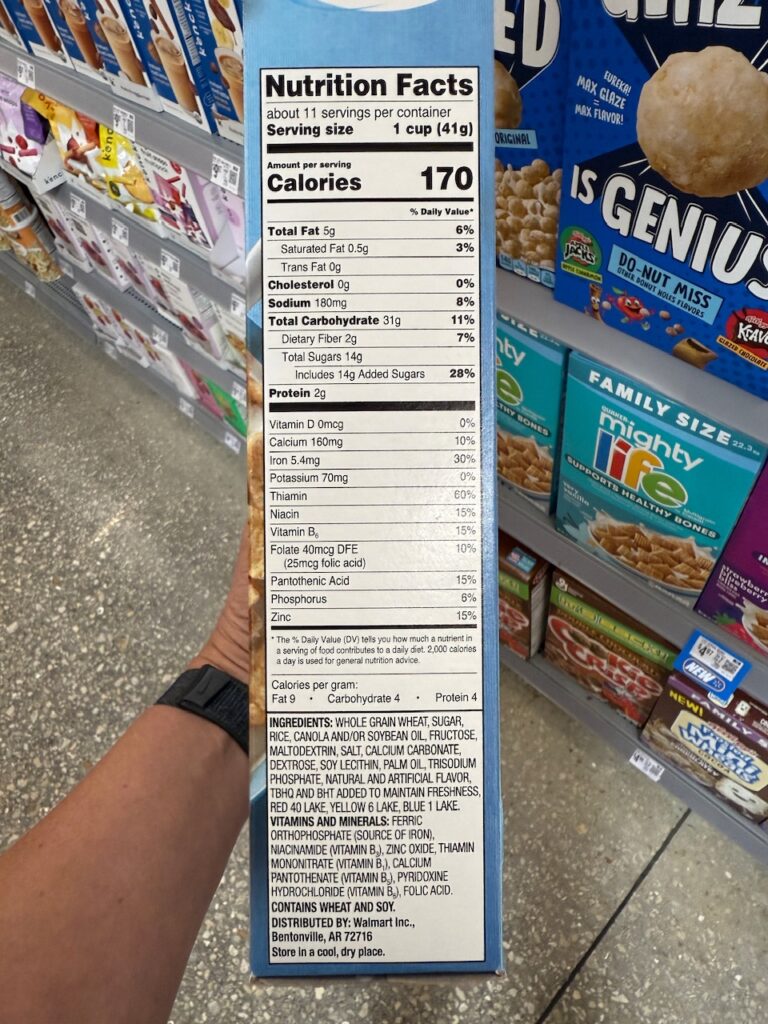 Nutrition Facts
about 11 servings per container
Serving size 1 cup (41g)
Amount per serving
Calories 170
% Daily Value*
Total Fat 5g 6%
Saturated Fat 0.5g 3%
Trans Fat 0g
Cholesterol 0g 0%
Sodium 180mg 8%
Total Carbohydrate 31g 11%
Dietary Fiber 2g 7%
Total Sugars 14g
Includes 14g Added Sugars 28%
Protein 2g
Vitamin D 0mcg 0%
Calcium 160mg 10%
Iron 5.4mg 30%
Potassium 70mg 0%
Thiamin 60%
Niacin 15%
Vitamin B₆ 15%
Folate 40mcg DFE 10%
(25mcg folic acid)
Pantothenic Acid 15%
Phosphorus 6%
Zinc 15%
* The % Daily Value (DV) tells you how much a nutrient in
a serving of food contributes to a daily diet. 2,000 calories
a day is used for general nutrition advice.
Calories per gram:
Fat 9 • Carbohydrate 4 • Protein 4
INGREDIENTS: WHOLE GRAIN WHEAT, SUGAR,
RICE, CANOLA AND/OR SOYBEAN OIL, FRUCTOSE,
MALTODEXTRIN, SALT, CALCIUM CARBONATE,
DEXTROSE, SOY LECITHIN, PALM OIL, TRISODIUM
PHOSPHATE, NATURAL AND ARTIFICIAL FLAVOR,
TBHQ AND BHT ADDED TO MAINTAIN FRESHNESS,
RED 40 LAKE, YELLOW 6 LAKE, BLUE 1 LAKE.
VITAMINS AND MINERALS: FERRIC
ORTHOPHOSPHATE (SOURCE OF IRON),
NIACINAMIDE (VITAMIN B₃), ZINC OXIDE, THIAMIN
MONONITRATE (VITAMIN B₁), CALCIUM
PANTOTHENATE (VITAMIN B₅), PYRIDOXINE
HYDROCHLORIDE (VITAMIN B₆), FOLIC ACID.
CONTAINS WHEAT AND SOY.
DISTRIBUTED BY: Walmart Inc.,
Bentonville, AR 72716
Store in a cool, dry place.
ED
ORIGINAL
EUREKA!
MAX GLAZE
=
MAX FLAVOR!
IS GENIUS
JACKS
DO-NUT MISS
OTHER DONUT HOLES FLAVORS
FAMILY SIZE
22.3
QUAKER
mighty
life
SUPPORTS HEALTHY BONES
very
vanilla
THY BONES
strawberry
blueberry
bliss
NEW
NEW!